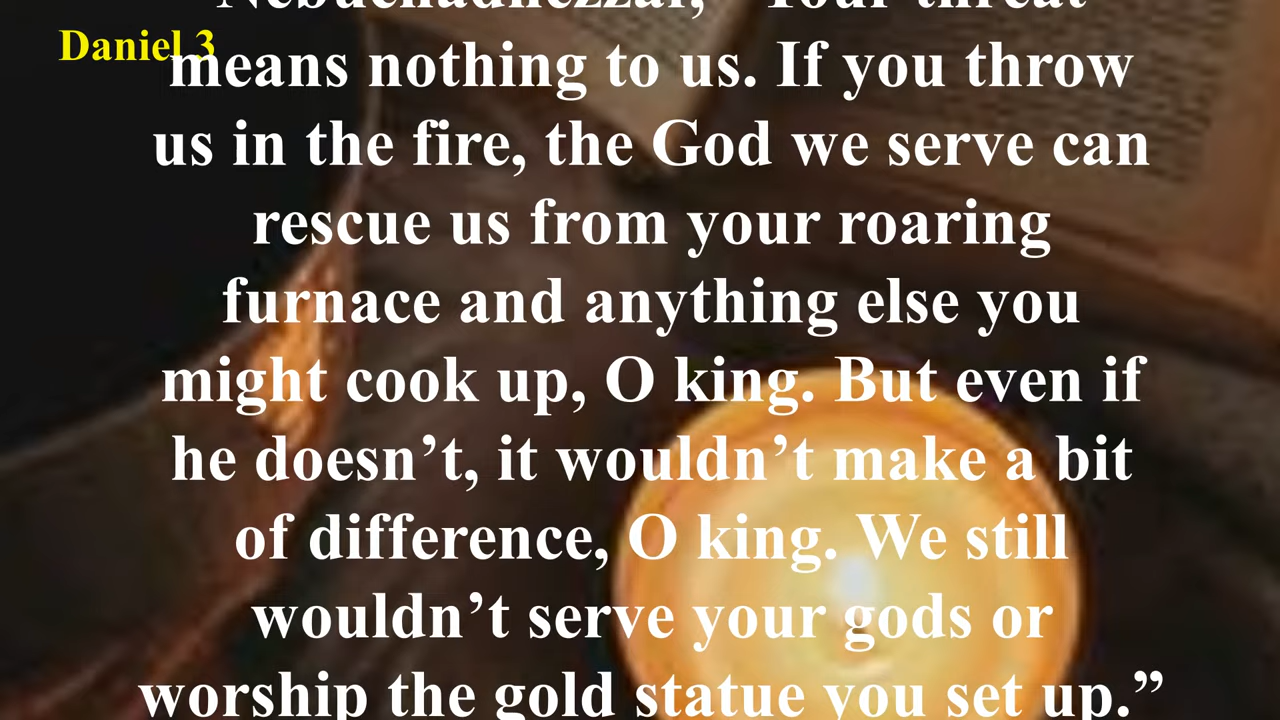 Nebuchadnezzar, “Your threat
Daniel 3
means nothing to us. If you throw
us in the fire, the God we serve can
rescue us from your roaring
furnace and anything else you
might cook up, O king. But even if
he doesn’t, it wouldn’t make a bit
of difference, O king. We still
wouldn’t serve your gods or
worship the gold statue you set up.”